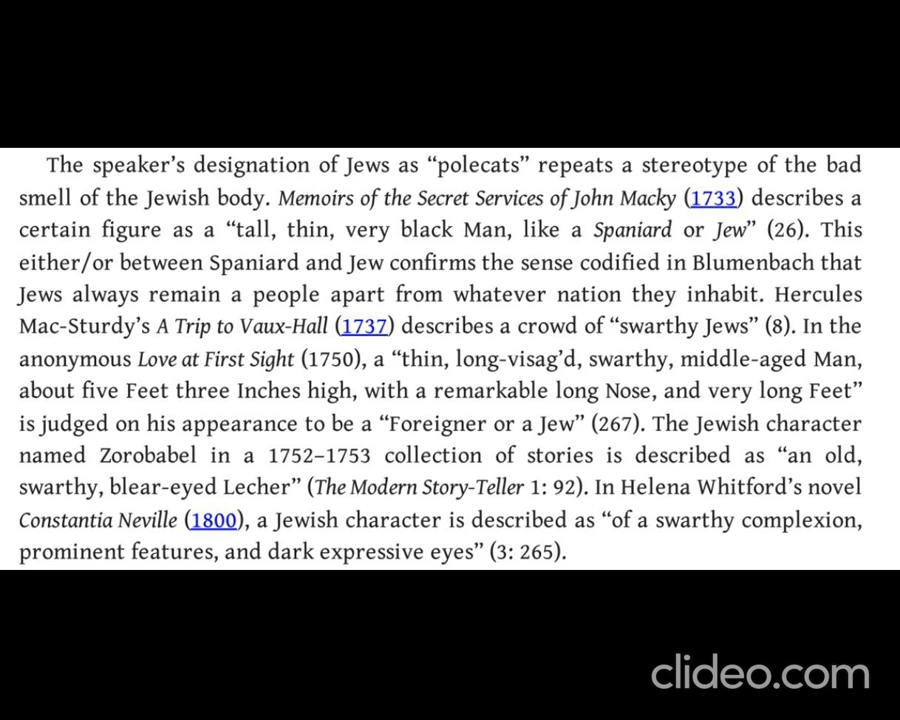 The speaker’s designation of Jews as “polecats” repeats a stereotype of the bad
smell of the Jewish body. Memoirs of the Secret Services of John Macky (1733) describes a
certain figure as a “tall, thin, very black Man, like a Spaniard or Jew” (26). This
either/or between Spaniard and Jew confirms the sense codified in Blumenbach that
Jews always remain a people apart from whatever nation they inhabit. Hercules
Mac-Sturdy’s A Trip to Vaux-Hall (1737) describes a crowd of “swarthy Jews” (8). In the
anonymous Love at First Sight (1750), a “thin, long-visag’d, swarthy, middle-aged Man,
about five Feet three Inches high, with a remarkable long Nose, and very long Feet”
is judged on his appearance to be a “Foreigner or a Jew” (267). The Jewish character
named Zorobabel in a 1752–1753 collection of stories is described as “an old,
swarthy, blear-eyed Lecher” (The Modern Story-Teller 1: 92). In Helena Whitford’s novel
Constantia Neville (1800), a Jewish character is described as “of a swarthy complexion,
prominent features, and dark expressive eyes” (3: 265).
clideo.com